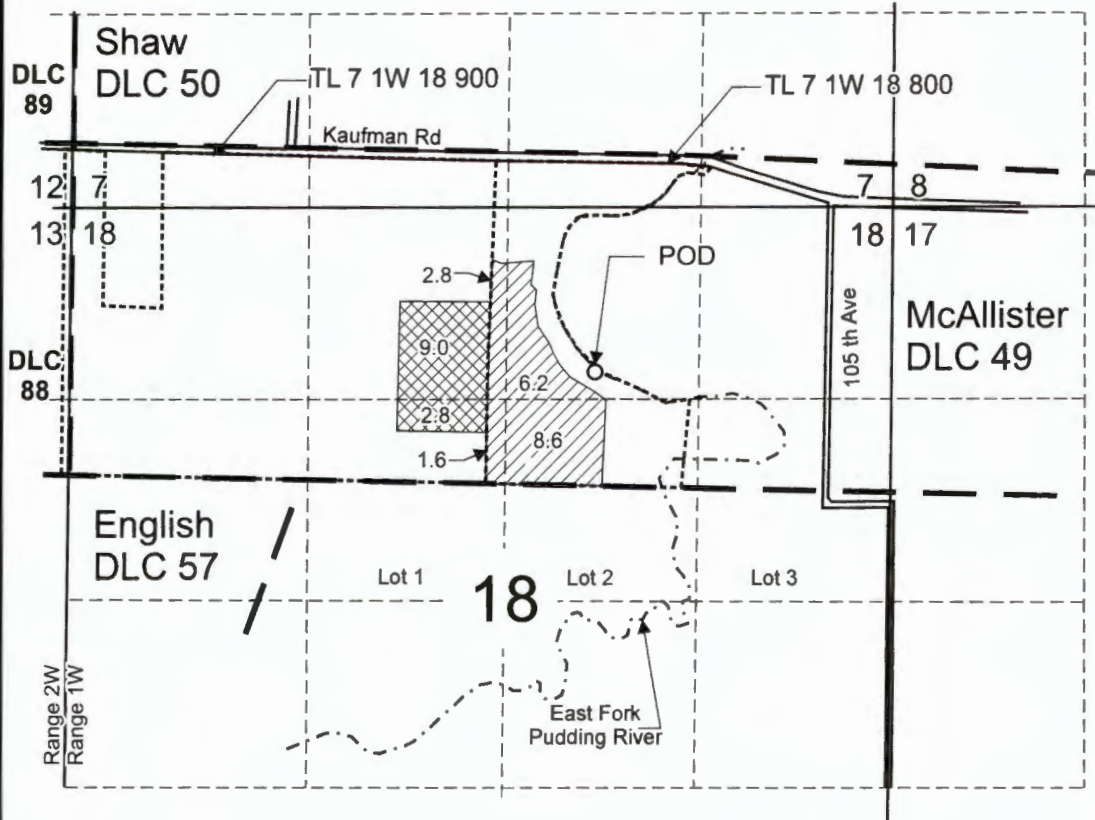 Shaw
DLC 50
DLC
89
TL 7 1W 18 900
TL 7 1W 18 800
Kaufman Rd
12 7
7 8
13 18
18 17
2.8
POD
McAllister
DLC 49
105 th Ave
9.0
DLC
88
6.2
2.8
8.6
1.6
English
DLC 57
Lot 1
18
Lot 2
Lot 3
Range 2W
Range 1W
East Fork
Pudding River